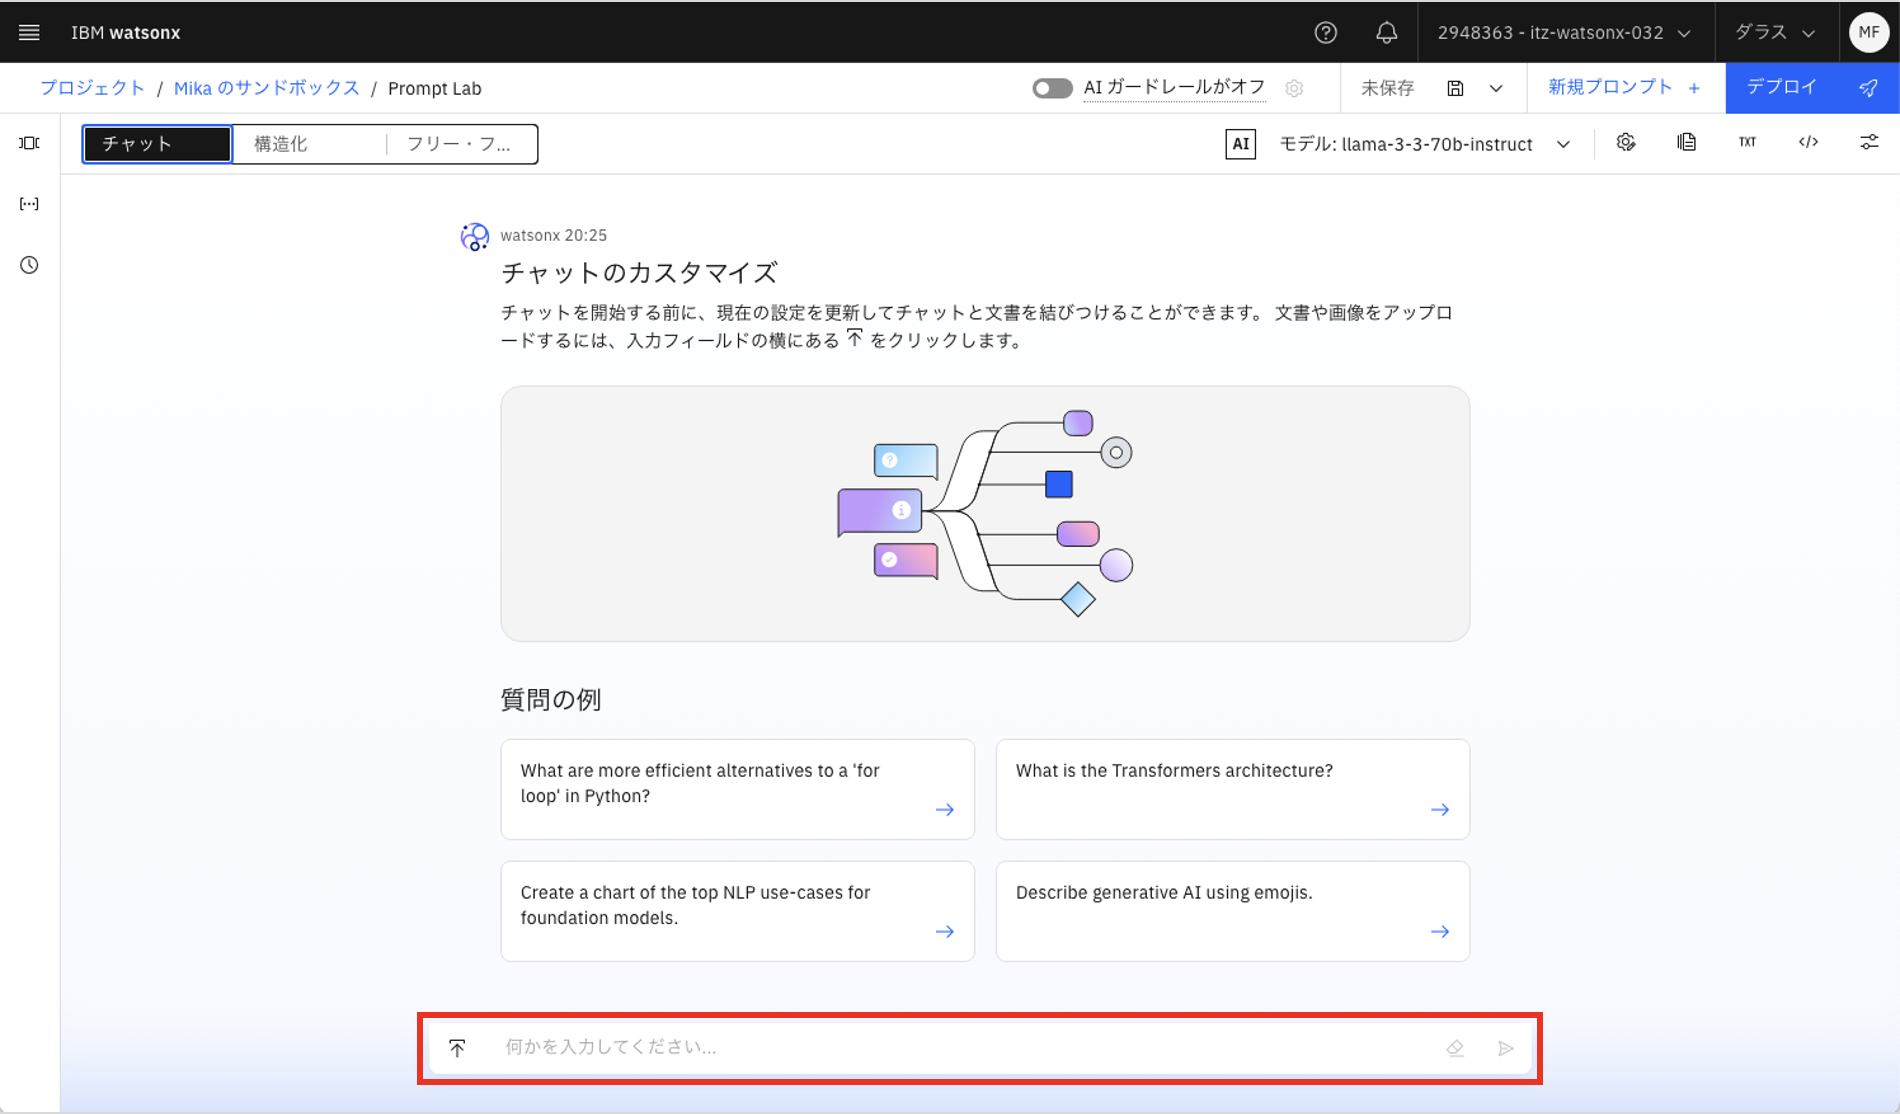 IBM watsonx
2948363 - itz-watsonx-032
ダラス
MF
プロジェクト / Mika のサンドボックス / Prompt Lab
AI ガードレールがオフ
未保存
新規プロンプト +
デプロイ
チャット
構造化
フリー・フ...
AI
モデル: llama-3-3-70b-instruct
TXT
watsonx 20:25
チャットのカスタマイズ
チャットを開始する前に、現在の設定を更新してチャットと文書を結びつけることができます。 文書や画像をアップロ
ードするには、入力フィールドの横にある をクリックします。
質問の例
What are more efficient alternatives to a 'for
loop' in Python?
What is the Transformers architecture?
Create a chart of the top NLP use-cases for
foundation models.
Describe generative AI using emojis.
何かを入力してください...